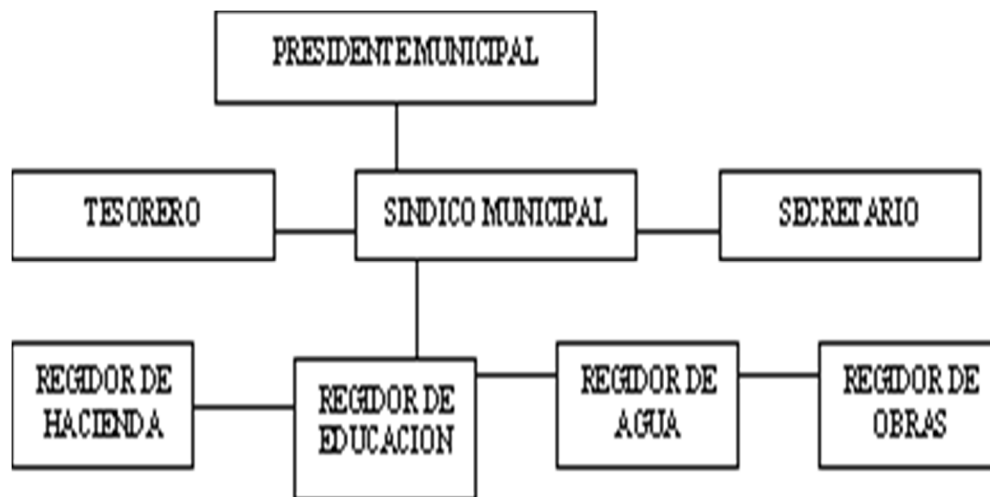 PRESIDENTE MUNICIPAL
TESORERO
SINDICO MUNICIPAL
SECRETARIO
REGIDOR DE
HACIENDA
REGIDOR DE
EDUCACION
REGIDOR DE
AGUA
REGIDOR DE
OBRAS